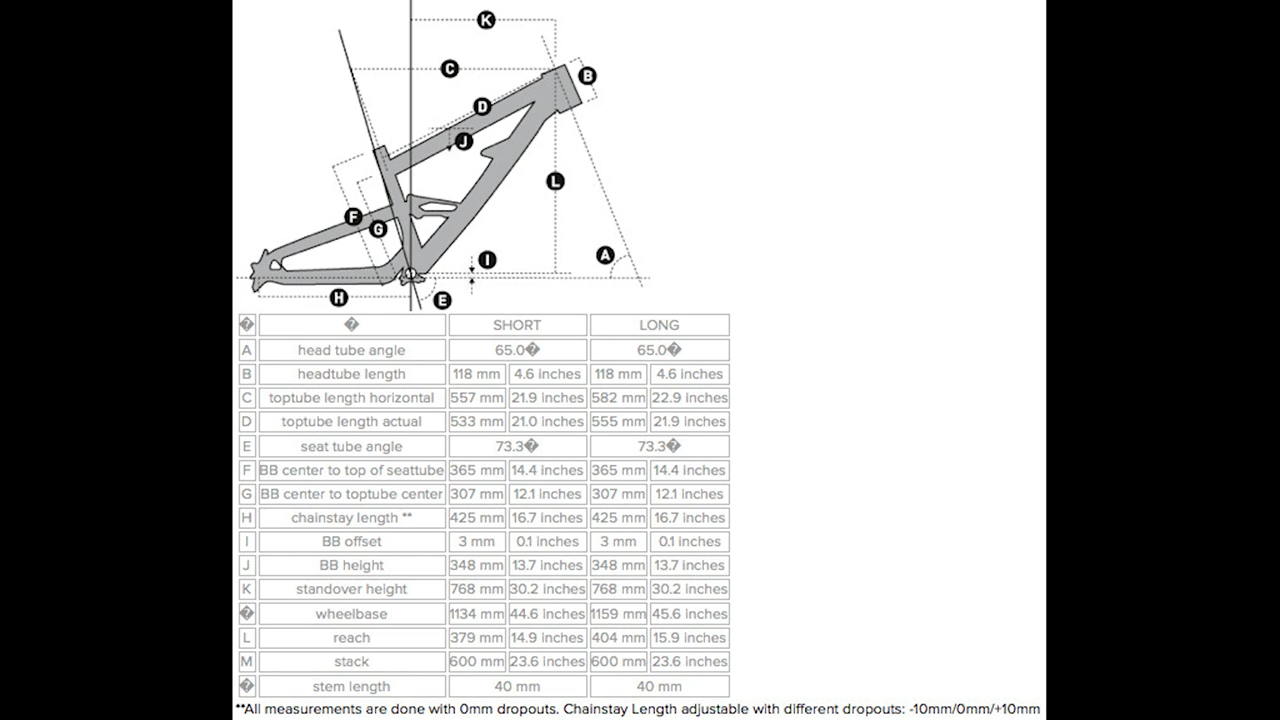 K
C
B
D
J
L
F
G
A
I
H
E
� � SHORT LONG
A head tube angle 65.0� 65.0�
B headtube length 118 mm 4.6 inches 118 mm 4.6 inches
C toptube length horizontal 557 mm 21.9 inches 582 mm 22.9 inches
D toptube length actual 533 mm 21.0 inches 555 mm 21.9 inches
E seat tube angle 73.3� 73.3�
F BB center to top of seattube 365 mm 14.4 inches 365 mm 14.4 inches
G BB center to toptube center 307 mm 12.1 inches 307 mm 12.1 inches
H chainstay length ** 425 mm 16.7 inches 425 mm 16.7 inches
I BB offset 3 mm 0.1 inches 3 mm 0.1 inches
J BB height 348 mm 13.7 inches 348 mm 13.7 inches
K standover height 768 mm 30.2 inches 768 mm 30.2 inches
� wheelbase 1134 mm 44.6 inches 1159 mm 45.6 inches
L reach 379 mm 14.9 inches 404 mm 15.9 inches
M stack 600 mm 23.6 inches 600 mm 23.6 inches
� stem length 40 mm 40 mm
**All measurements are done with 0mm dropouts. Chainstay Length adjustable with different dropouts: -10mm/0mm/+10mm